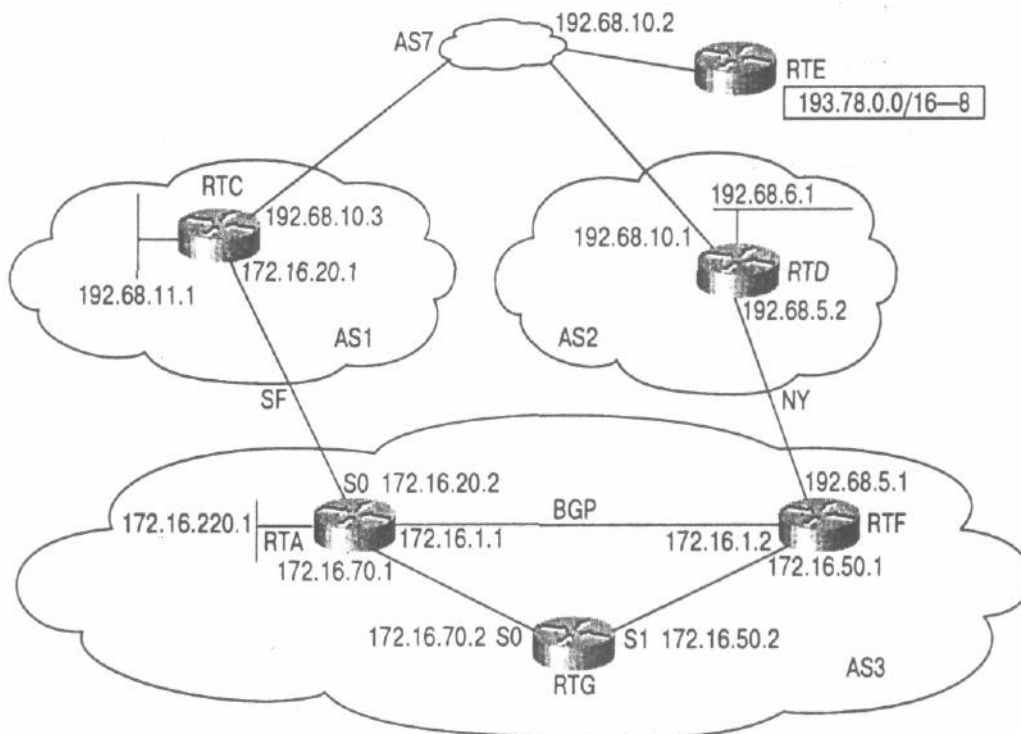 192.68.10.2
AS7
RTE
193.78.0.0/16—8
RTC
192.68.10.3
172.16.20.1
192.68.11.1
AS1
192.68.6.1
192.68.10.1
RTD
192.68.5.2
AS2
SF
NY
S0 172.16.20.2
192.68.5.1
172.16.220.1
RTA
172.16.1.1
BGP
172.16.1.2
RTF
172.16.70.1
172.16.50.1
172.16.70.2 S0
S1 172.16.50.2
RTG
AS3